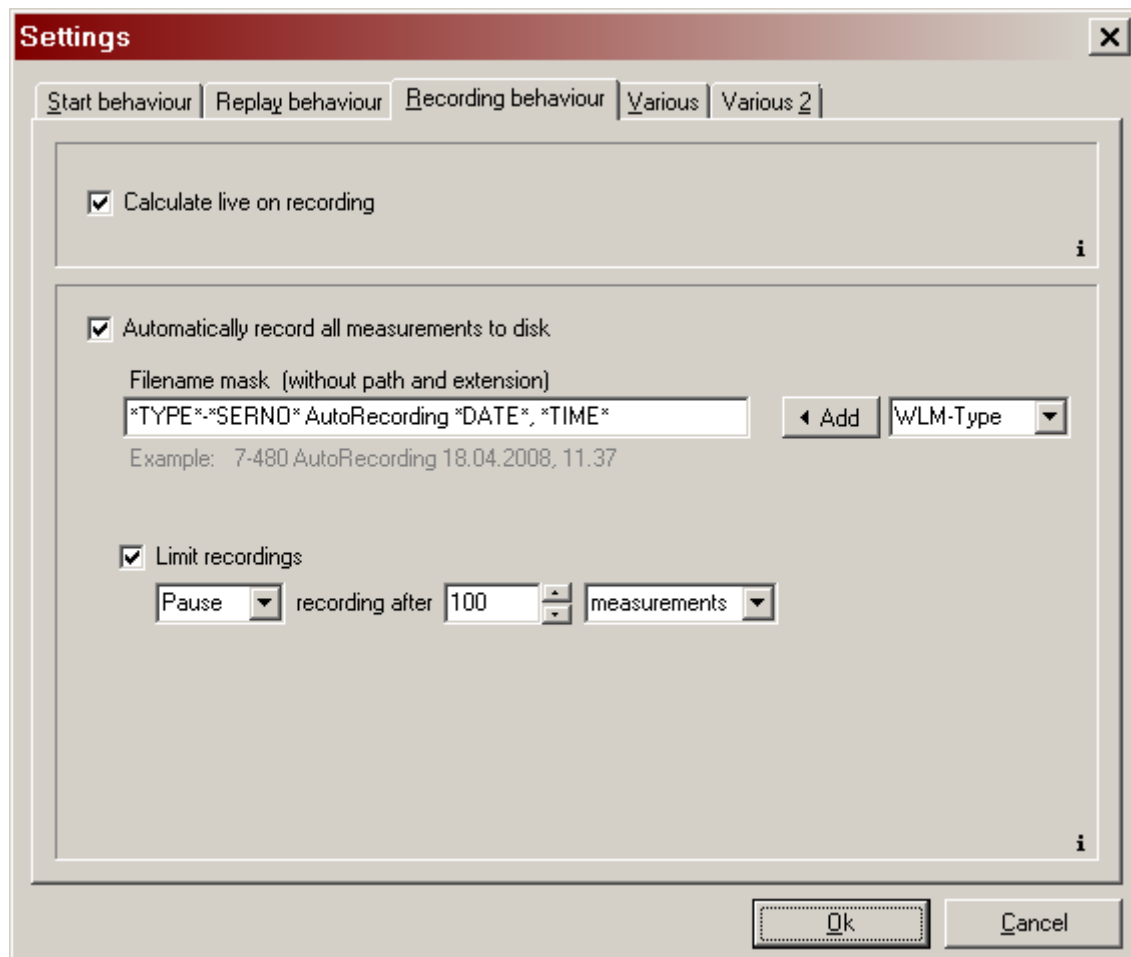 Settings
Start behaviour Replay behaviour Recording behaviour Various Various 2
Calculate live on recording
i
Automatically record all measurements to disk
Filename mask (without path and extension)
*TYPE*-*SERNO* AutoRecording *DATE*, *TIME* Add WLM-Type
Example: 7-480 AutoRecording 18.04.2008, 11.37
Limit recordings
Pause recording after 100 measurements
i
Ok Cancel